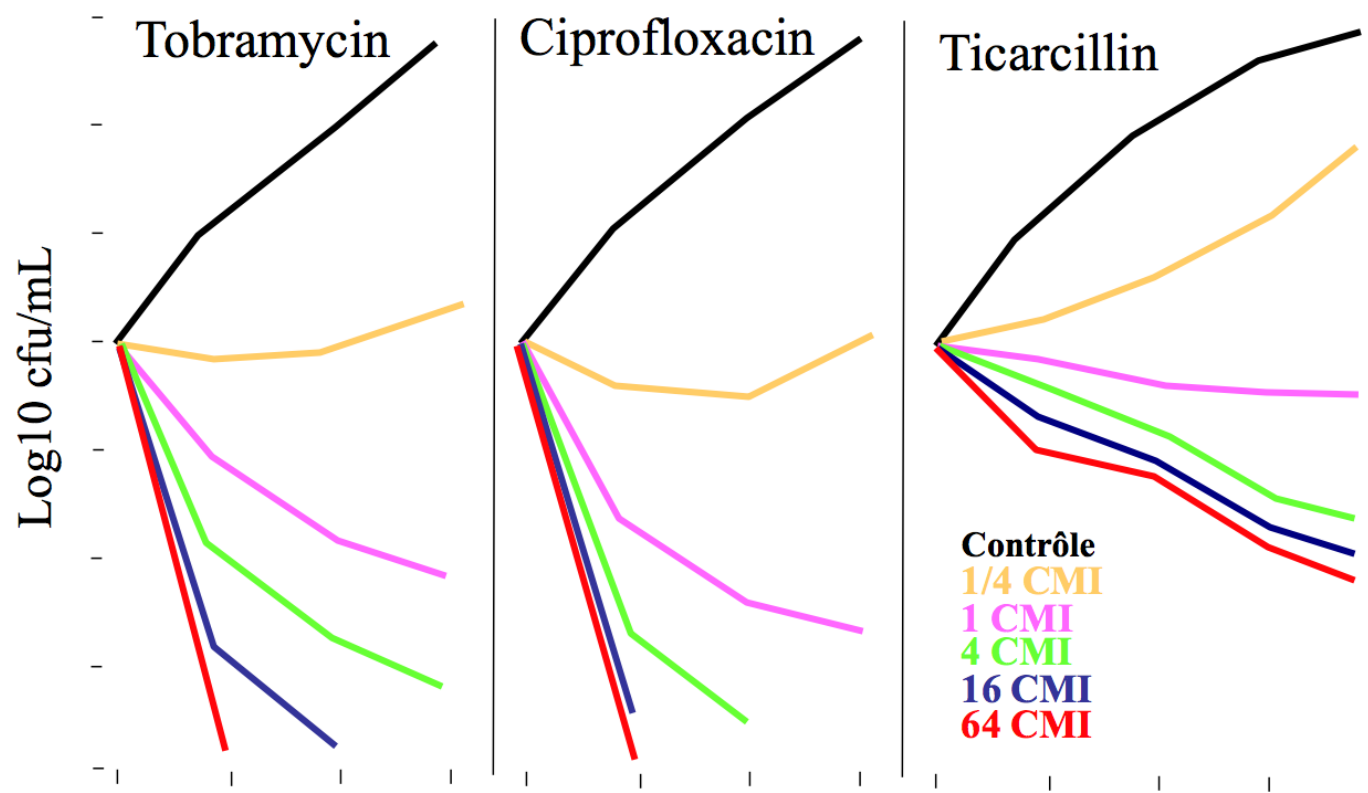 Tobramycin
Ciprofloxacin
Ticarcillin
Log10 cfu/mL
Contrôle
1/4 CMI
1 CMI
4 CMI
16 CMI
64 CMI